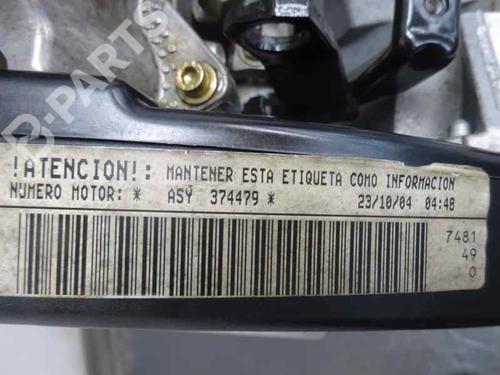 B-PARTS
!ATENCION!: MANTENER ESTA ETIQUETA COMO INFORMACION
NUMERO MOTOR: * ASY 374479 * 23/10/04 04:48
7481
49
0